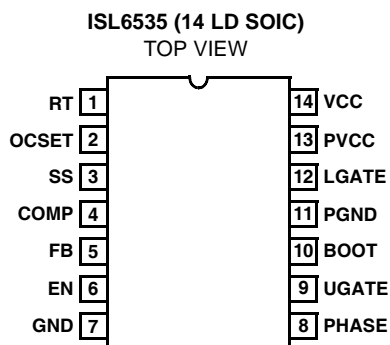 ISL6535 (14 LD SOIC)
TOP VIEW
RT 1 14 VCC
OCSET 2 13 PVCC
SS 3 12 LGATE
COMP 4 11 PGND
FB 5 10 BOOT
EN 6 9 UGATE
GND 7 8 PHASE